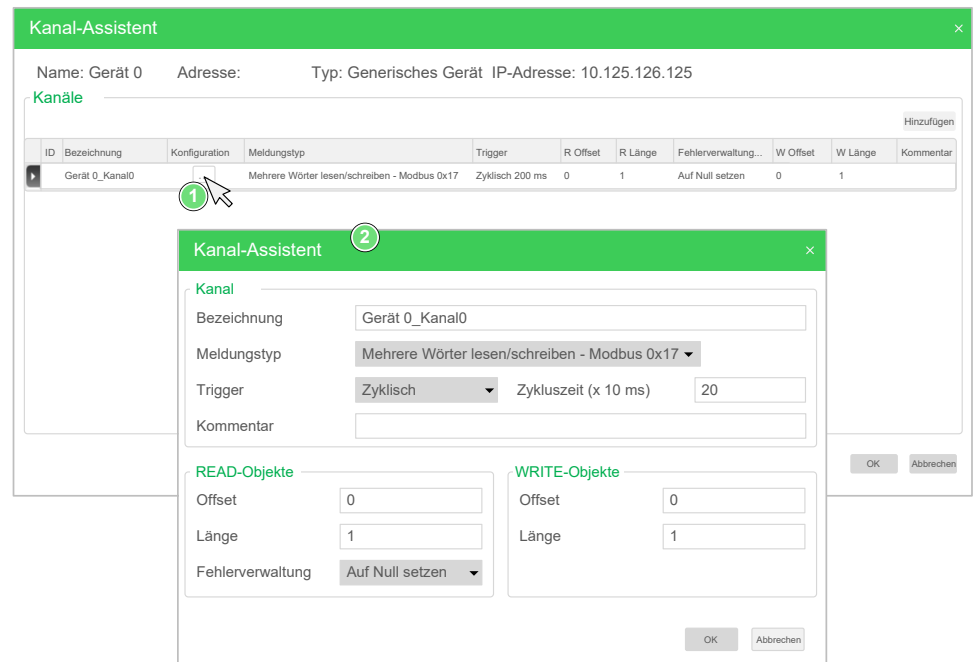 Kanal-Assistent ×
Name: Gerät 0 Adresse: Typ: Generisches Gerät IP-Adresse: 10.125.126.125
Kanäle
Hinzufügen
ID Bezeichnung Konfiguration Meldungstyp Trigger R Offset R Länge Fehlerverwaltung... W Offset W Länge Kommentar
Gerät 0_Kanal0 ... Mehrere Wörter lesen/schreiben - Modbus 0x17 Zyklisch 200 ms 0 1 Auf Null setzen 0 1
1
2
Kanal-Assistent ×
Kanal
Bezeichnung Gerät 0_Kanal0
Meldungstyp Mehrere Wörter lesen/schreiben - Modbus 0x17
Trigger Zyklisch Zykluszeit (x 10 ms) 20
Kommentar
OK Abbrechen
READ-Objekte WRITE-Objekte
Offset 0 Offset 0
Länge 1 Länge 1
Fehlerverwaltung Auf Null setzen
OK Abbrechen